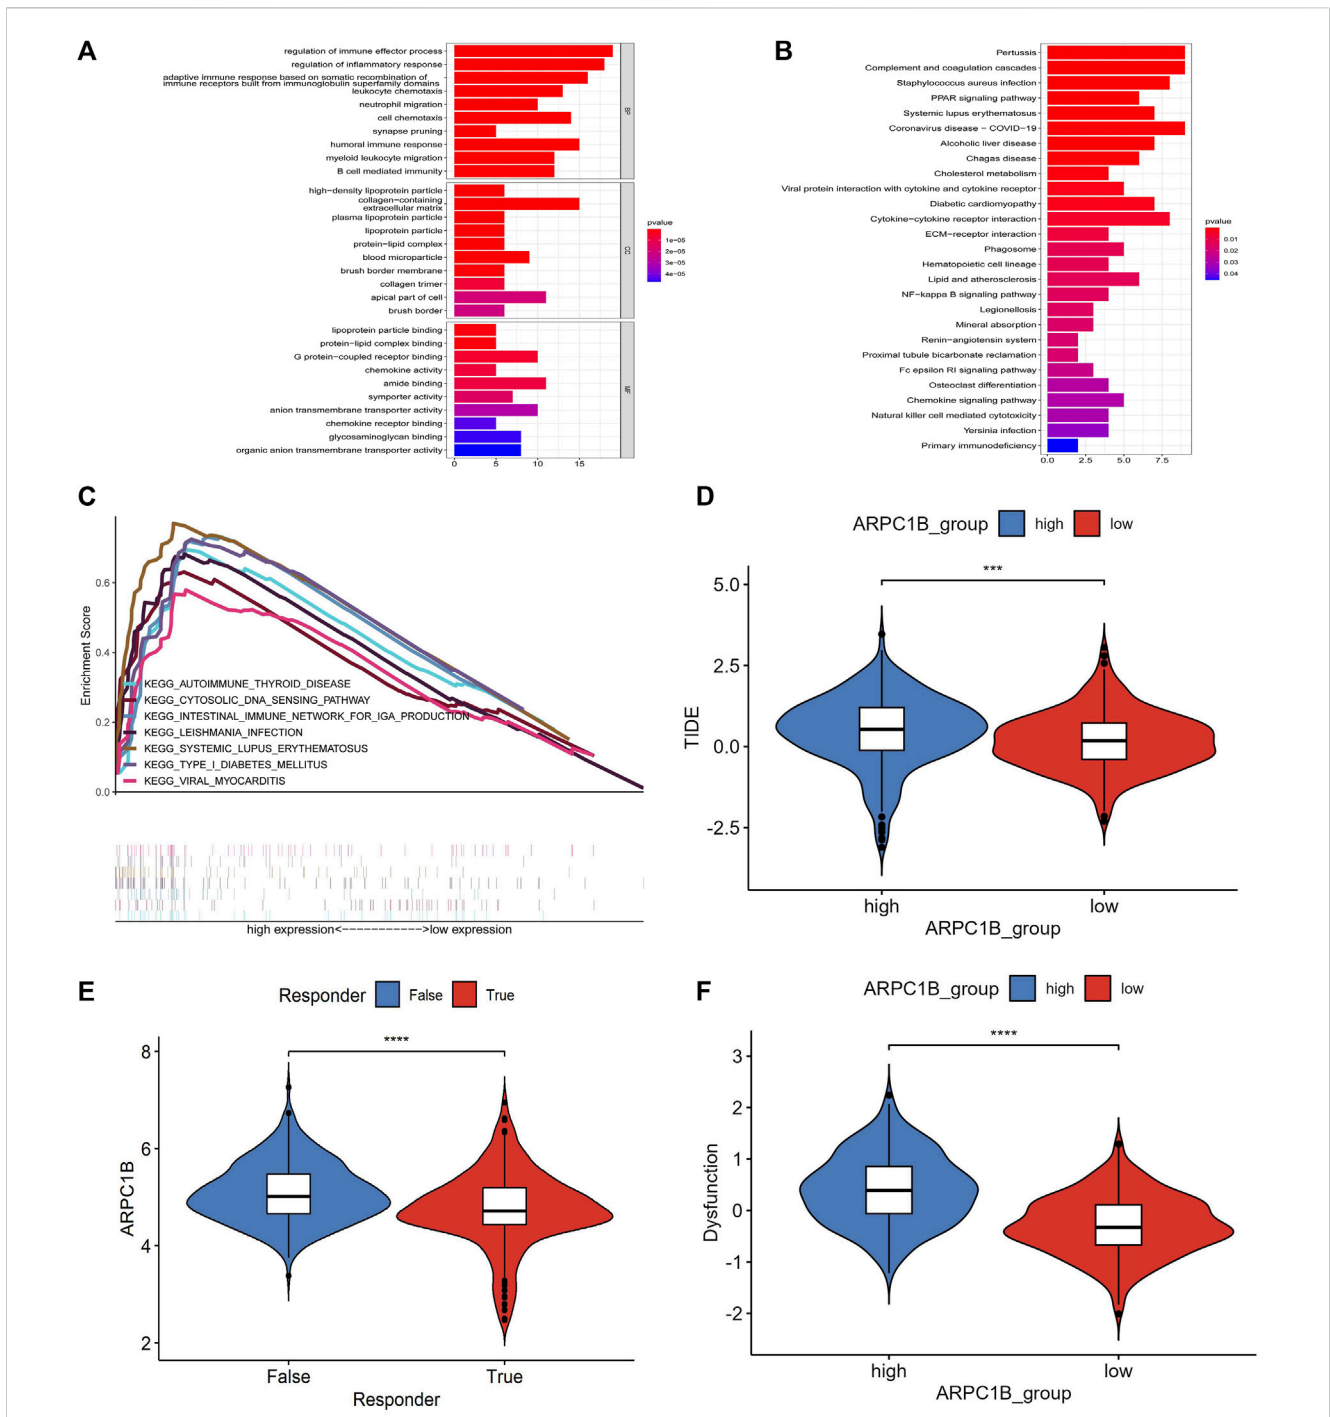 A
regulation of immune effector process
regulation of inflammatory response
adaptive immune response based on somatic recombination of
immune receptors built from immunoglobulin superfamily domains
leukocyte chemotaxis
neutrophil migration
cell chemotaxis
synapse pruning
humoral immune response
myeloid leukocyte migration
B cell mediated immunity
BP
high−density lipoprotein particle
collagen−containing
extracellular matrix
plasma lipoprotein particle
lipoprotein particle
protein−lipid complex
blood microparticle
brush border membrane
collagen trimer
apical part of cell
brush border
CC
lipoprotein particle binding
protein−lipid complex binding
G protein−coupled receptor binding
chemokine activity
amide binding
symporter activity
anion transmembrane transporter activity
chemokine receptor binding
glycosaminoglycan binding
organic anion transmembrane transporter activity
MF
0 5 10 15
pvalue
1e−05
2e−05
3e−05
4e−05
B
Pertussis
Complement and coagulation cascades
Staphylococcus aureus infection
PPAR signaling pathway
Systemic lupus erythematosus
Coronavirus disease − COVID−19
Alcoholic liver disease
Chagas disease
Cholesterol metabolism
Viral protein interaction with cytokine and cytokine receptor
Diabetic cardiomyopathy
Cytokine−cytokine receptor interaction
ECM−receptor interaction
Phagosome
Hematopoietic cell lineage
Lipid and atherosclerosis
NF−kappa B signaling pathway
Legionellosis
Mineral absorption
Renin−angiotensin system
Proximal tubule bicarbonate reclamation
Fc epsilon RI signaling pathway
Osteoclast differentiation
Chemokine signaling pathway
Natural killer cell mediated cytotoxicity
Yersinia infection
Primary immunodeficiency
0.0 2.5 5.0 7.5
pvalue
0.01
0.02
0.03
0.04
C
Enrichment Score
0.6
0.4
0.2
0.0
KEGG_AUTOIMMUNE_THYROID_DISEASE
KEGG_CYTOSOLIC_DNA_SENSING_PATHWAY
KEGG_INTESTINAL_IMMUNE_NETWORK_FOR_IGA_PRODUCTION
KEGG_LEISHMANIA_INFECTION
KEGG_SYSTEMIC_LUPUS_ERYTHEMATOSUS
KEGG_TYPE_I_DIABETES_MELLITUS
KEGG_VIRAL_MYOCARDITIS
high expression<------------>low expression
D
ARPC1B_group high low
***
TIDE
5.0
2.5
0.0
-2.5
high low
ARPC1B_group
E
Responder False True
****
ARPC1B
8
6
4
2
False True
Responder
F
ARPC1B_group high low
****
Dysfunction
3
2
1
0
-1
-2
high low
ARPC1B_group